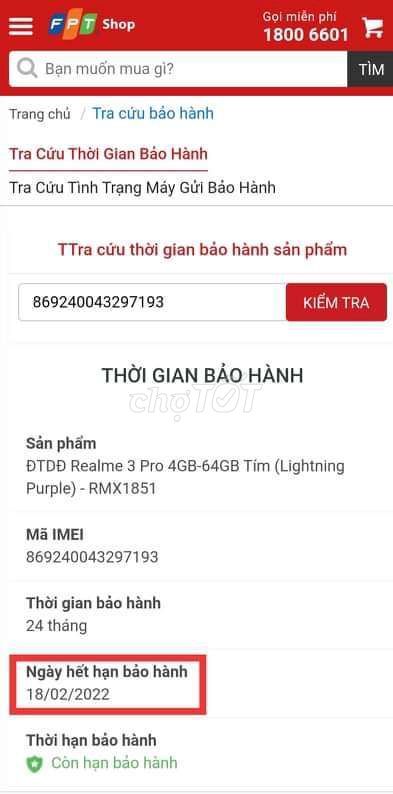 FPT Shop
Gọi miễn phí
1800 6601
Bạn muốn mua gì?
TÌM
Trang chủ / Tra cứu bảo hành
Tra Cứu Thời Gian Bảo Hành
Tra Cứu Tình Trạng Máy Gửi Bảo Hành
TTra cứu thời gian bảo hành sản phẩm
869240043297193
KIỂM TRA
THỜI GIAN BẢO HÀNH
chợTỐT
Sản phẩm
ĐTDĐ Realme 3 Pro 4GB-64GB Tím (Lightning
Purple) - RMX1851
Mã IMEI
869240043297193
Thời gian bảo hành
24 tháng
Ngày hết hạn bảo hành
18/02/2022
Thời hạn bảo hành
Còn hạn bảo hành